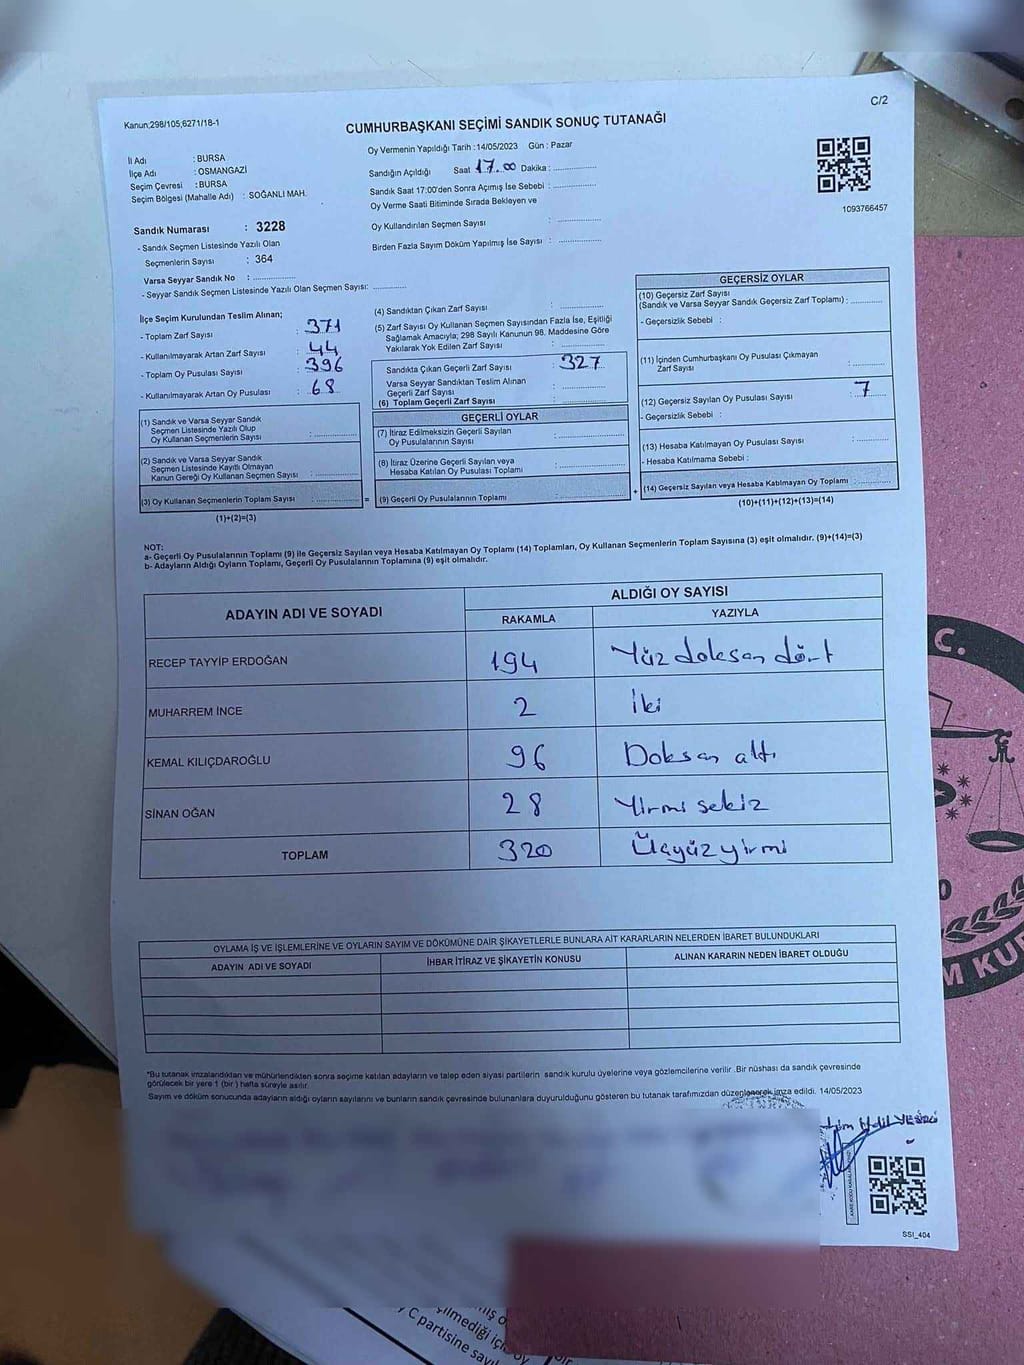 Kanun;298/105,6271/18-1
C/2
CUMHURBAŞKANI SEÇİMİ SANDIK SONUÇ TUTANAĞI
İl Adı : BURSA
İlçe Adı : OSMANGAZİ
Seçim Çevresi : BURSA
Seçim Bölgesi (Mahalle Adı) : SOĞANLI MAH.
Oy Vermenin Yapıldığı Tarih : 14/05/2023 Gün : Pazar
Sandığın Açıldığı Saat 17.00 Dakika :
Sandık Saat 17:00'den Sonra Açımış İse Sebebi :
Oy Verme Saati Bitiminde Sırada Bekleyen ve
Oy Kullandırılan Seçmen Sayısı :
Birden Fazla Sayım Döküm Yapılmış İse Sayısı :
1093766457
Sandık Numarası : 3228
- Sandık Seçmen Listesinde Yazılı Olan
Seçmenlerin Sayısı : 364
Varsa Seyyar Sandık No :
- Seyyar Sandık Seçmen Listesinde Yazılı Olan Seçmen Sayısı:
İlçe Seçim Kurulundan Teslim Alınan;
- Toplam Zarf Sayısı : 371
- Kullanılmayarak Artan Zarf Sayısı : 44
- Toplam Oy Pusulası Sayısı : 396
- Kullanılmayarak Artan Oy Pusulası : 68
(1) Sandık ve Varsa Seyyar Sandık
Seçmen Listesinde Yazılı Olup
Oy Kullanan Seçmenlerin Sayısı :
(2) Sandık ve Varsa Seyyar Sandık
Seçmen Listesinde Kayıtlı Olmayan
Kanun Gereği Oy Kullanan Seçmen Sayısı :
(3) Oy Kullanan Seçmenlerin Toplam Sayısı :
(1)+(2)=(3)
=
(4) Sandıktan Çıkan Zarf Sayısı :
(5) Zarf Sayısı Oy Kullanan Seçmen Sayısından Fazla İse, Eşitliği
Sağlamak Amacıyla; 298 Sayılı Kanunun 98. Maddesine Göre
Yakılarak Yok Edilen Zarf Sayısı :
Sandıkta Çıkan Geçerli Zarf Sayısı : 327
Varsa Seyyar Sandıktan Teslim Alınan
Geçerli Zarf Sayısı :
(6) Toplam Geçerli Zarf Sayısı :
GEÇERLİ OYLAR
(7) İtiraz Edilmeksizin Geçerli Sayılan
Oy Pusulalarının Sayısı :
(8) İtiraz Üzerine Geçerli Sayılan veya
Hesaba Katılan Oy Pusulası Toplamı :
(9) Geçerli Oy Pusulalarının Toplamı :
+
GEÇERSİZ OYLAR
(10) Geçersiz Zarf Sayısı
(Sandık ve Varsa Seyyar Sandık Geçersiz Zarf Toplamı) :
- Geçersizlik Sebebi :
(11) İçinden Cumhurbaşkanı Oy Pusulası Çıkmayan
Zarf Sayısı :
(12) Geçersiz Sayılan Oy Pusulası Sayısı : 7
- Geçersizlik Sebebi :
(13) Hesaba Katılmayan Oy Pusulası Sayısı :
- Hesaba Katılmama Sebebi :
(14) Geçersiz Sayılan veya Hesaba Katılmayan Oy Toplamı :
(10)+(11)+(12)+(13)=(14)
NOT:
a- Geçerli Oy Pusulalarının Toplamı (9) ile Geçersiz Sayılan veya Hesaba Katılmayan Oy Toplamı (14) Toplamları, Oy Kullanan Seçmenlerin Toplam Sayısına (3) eşit olmalıdır. (9)+(14)=(3)
b- Adayların Aldığı Oyların Toplamı, Geçerli Oy Pusulalarının Toplamına (9) eşit olmalıdır.
ADAYIN ADI VE SOYADI
ALDIĞI OY SAYISI
RAKAMLA YAZIYLA
RECEP TAYYİP ERDOĞAN 194 Yüz doksan dört
MUHARREM İNCE 2 İki
KEMAL KILIÇDAROĞLU 96 Doksan altı
SİNAN OĞAN 28 Yirmi sekiz
TOPLAM 320 Üçyüz yirmi
OYLAMA İŞ VE İŞLEMLERİNE VE OYLARIN SAYIM VE DÖKÜMÜNE DAİR ŞİKAYETLERLE BUNLARA AİT KARARLARIN NELERDEN İBARET BULUNDUKLARI
ADAYIN ADI VE SOYADI İHBAR İTİRAZ VE ŞİKAYETİN KONUSU ALINAN KARARIN NEDEN İBARET OLDUĞU
*Bu tutanak imzalandıktan ve mühürlendikten sonra seçime katılan adayların ve talep eden siyasi partilerin sandık kurulu üyelerine veya gözlemcilerine verilir .Bir nüshası da sandık çevresinde
görülecek bir yere 1 (bir ) hafta süreyle asılır.
Sayım ve döküm sonucunda adayların aldığı oyların sayılarını ve bunların sandık çevresinde bulunanlara duyurulduğunu gösteren bu tutanak tarafımızdan düzenlenerek imza edildi. 14/05/2023
SSI_404
C.
M KU
ilmediği içi
C partisine sayı